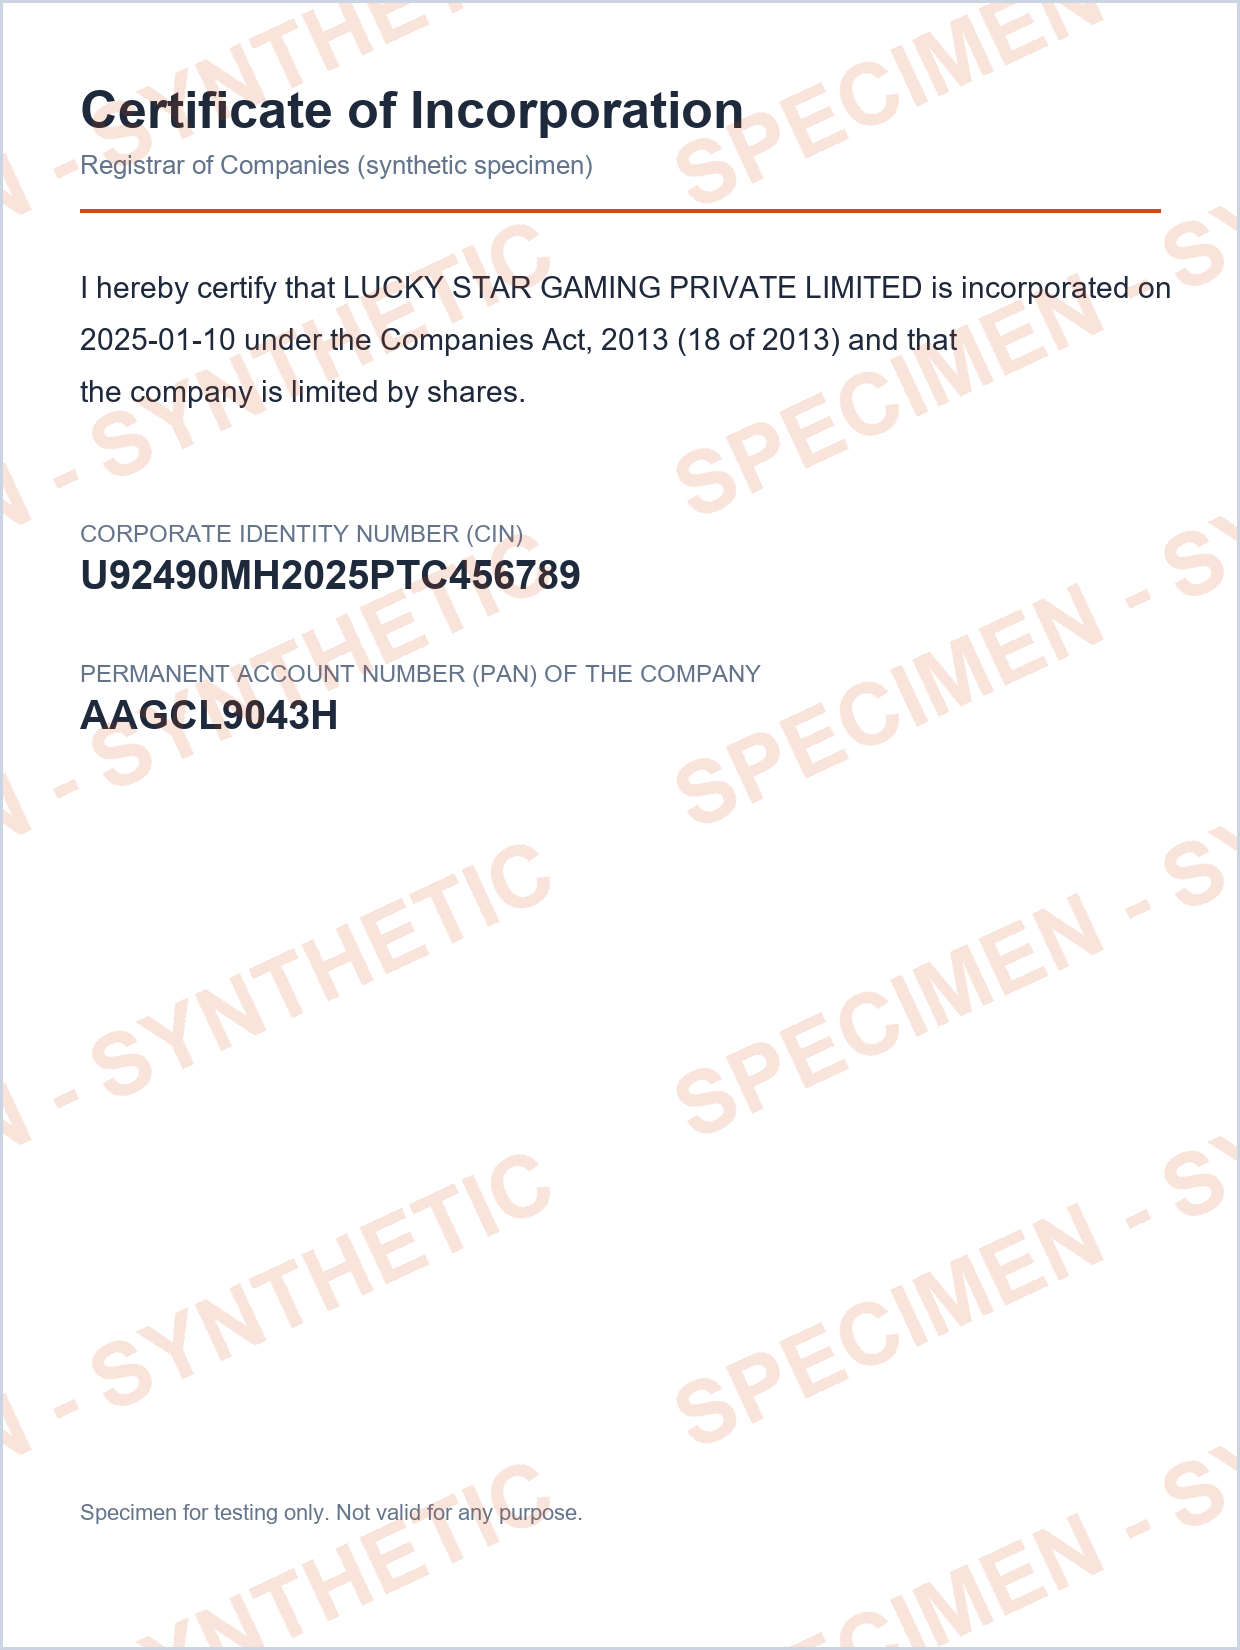 Certificate of Incorporation
Registrar of Companies (synthetic specimen)
I hereby certify that LUCKY STAR GAMING PRIVATE LIMITED is incorporated on
2025-01-10 under the Companies Act, 2013 (18 of 2013) and that
the company is limited by shares.
CORPORATE IDENTITY NUMBER (CIN)
U92490MH2025PTC456789
PERMANENT ACCOUNT NUMBER (PAN) OF THE COMPANY
AAGCL9043H
Specimen for testing only. Not valid for any purpose.
SPECIMEN - SYNTHETIC